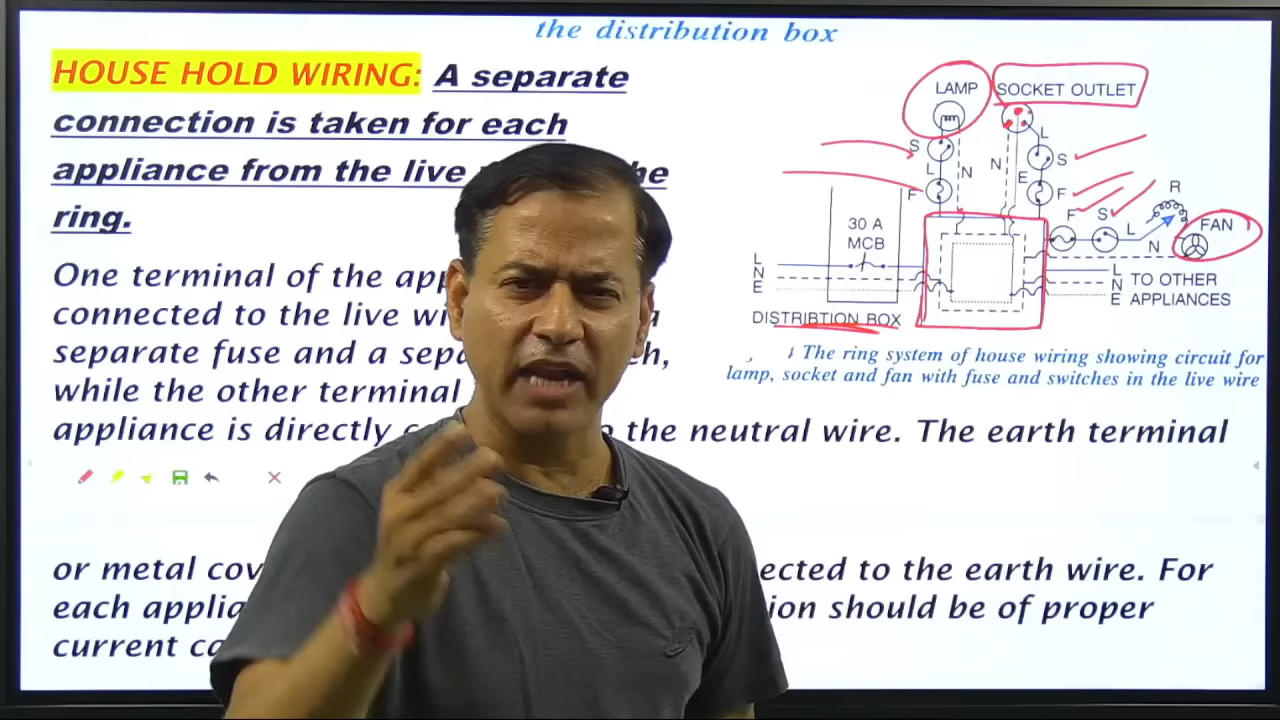 the distribution box
HOUSE HOLD WIRING: A separate
connection is taken for each
appliance from the live he
ring.
One terminal of the app
connected to the live wi a
separate fuse and a sepa ch,
while the other terminal
appliance is directly c o the neutral wire. The earth terminal
or metal cov ected to the earth wire. For
each applia ion should be of proper
current ca
LAMP
SOCKET OUTLET
S
L
N
F
N
L
S
E
F
F
S
L
R
N
FAN
30 A
MCB
L
N
E
L
N
E
TO OTHER
APPLIANCES
DISTRIBTION BOX
The ring system of house wiring showing circuit for
lamp, socket and fan with fuse and switches in the live wire